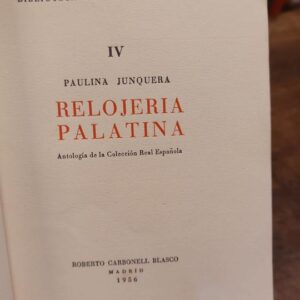 IV
PAULINA JUNQUERA
RELOJERIA
PALATINA
Antología de la Colección Real Española
ROBERTO CARBONELL BLASCO
MADRID
1956